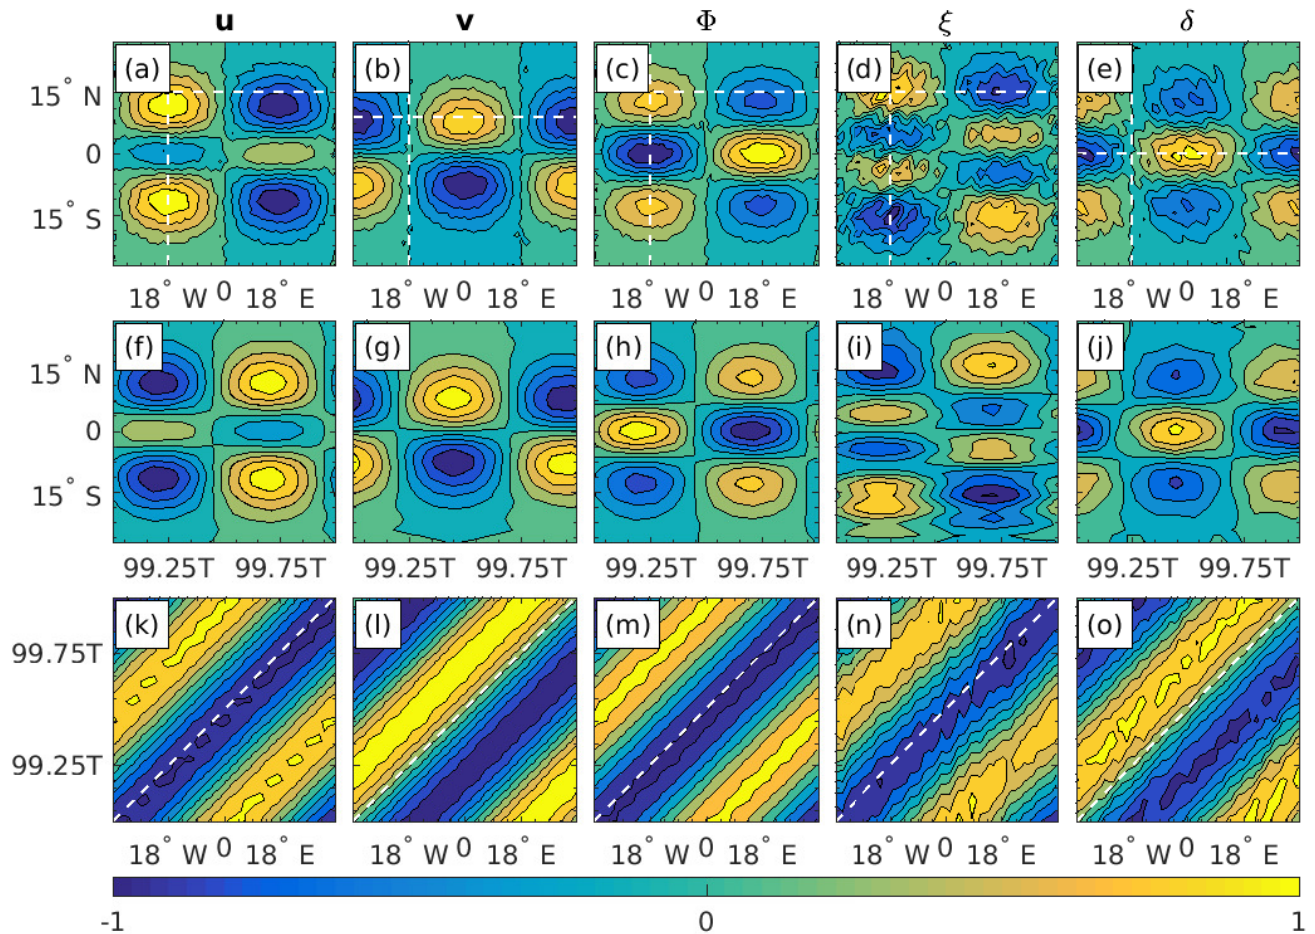 u v Φ ξ δ
(a) (b) (c) (d) (e)
15° N
0
15° S
18° W 0 18° E 18° W 0 18° E 18° W 0 18° E 18° W 0 18° E 18° W 0 18° E
(f) (g) (h) (i) (j)
15° N
0
15° S
99.25T 99.75T 99.25T 99.75T 99.25T 99.75T 99.25T 99.75T 99.25T 99.75T
(k) (l) (m) (n) (o)
99.75T
99.25T
18° W 0 18° E 18° W 0 18° E 18° W 0 18° E 18° W 0 18° E 18° W 0 18° E
-1 0 1